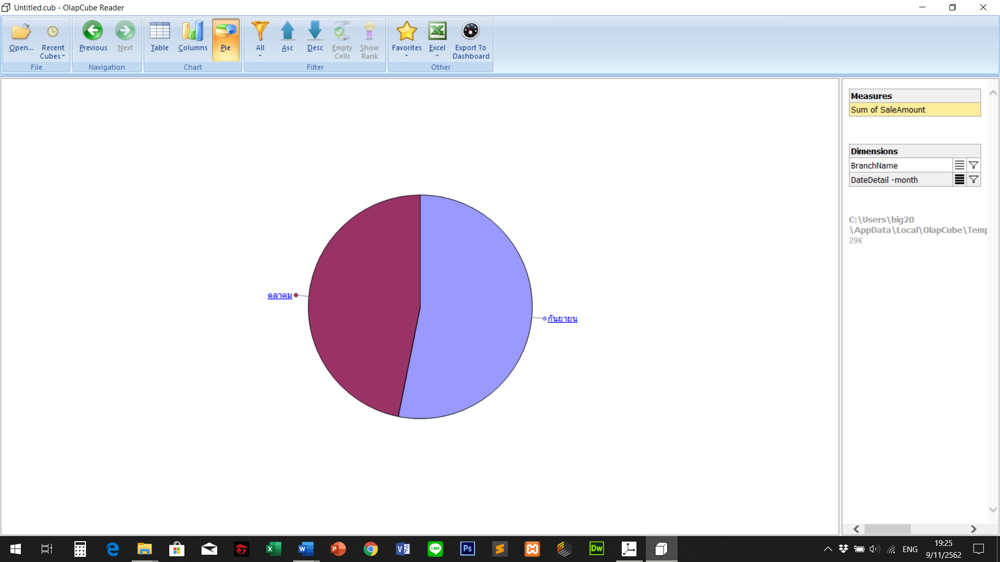 Untitled.cub - OlapCube Reader
Open...
Recent
Cubes
File
Previous
Next
Navigation
Table
Columns
Pie
Chart
All
Asc
Desc
Empty
Cells
Show
Rank
Filter
Favorites
Excel
Export To
Dashboard
Other
Measures
Sum of SaleAmount
Dimensions
BranchName
DateDetail -month
C:\Users\big20
\AppData\Local\OlapCube\Temp
29K
ตุลาคม
กันยายน
X
W
P
V
LINE
Ps
S
Dw
ENG
19:25
9/11/2562